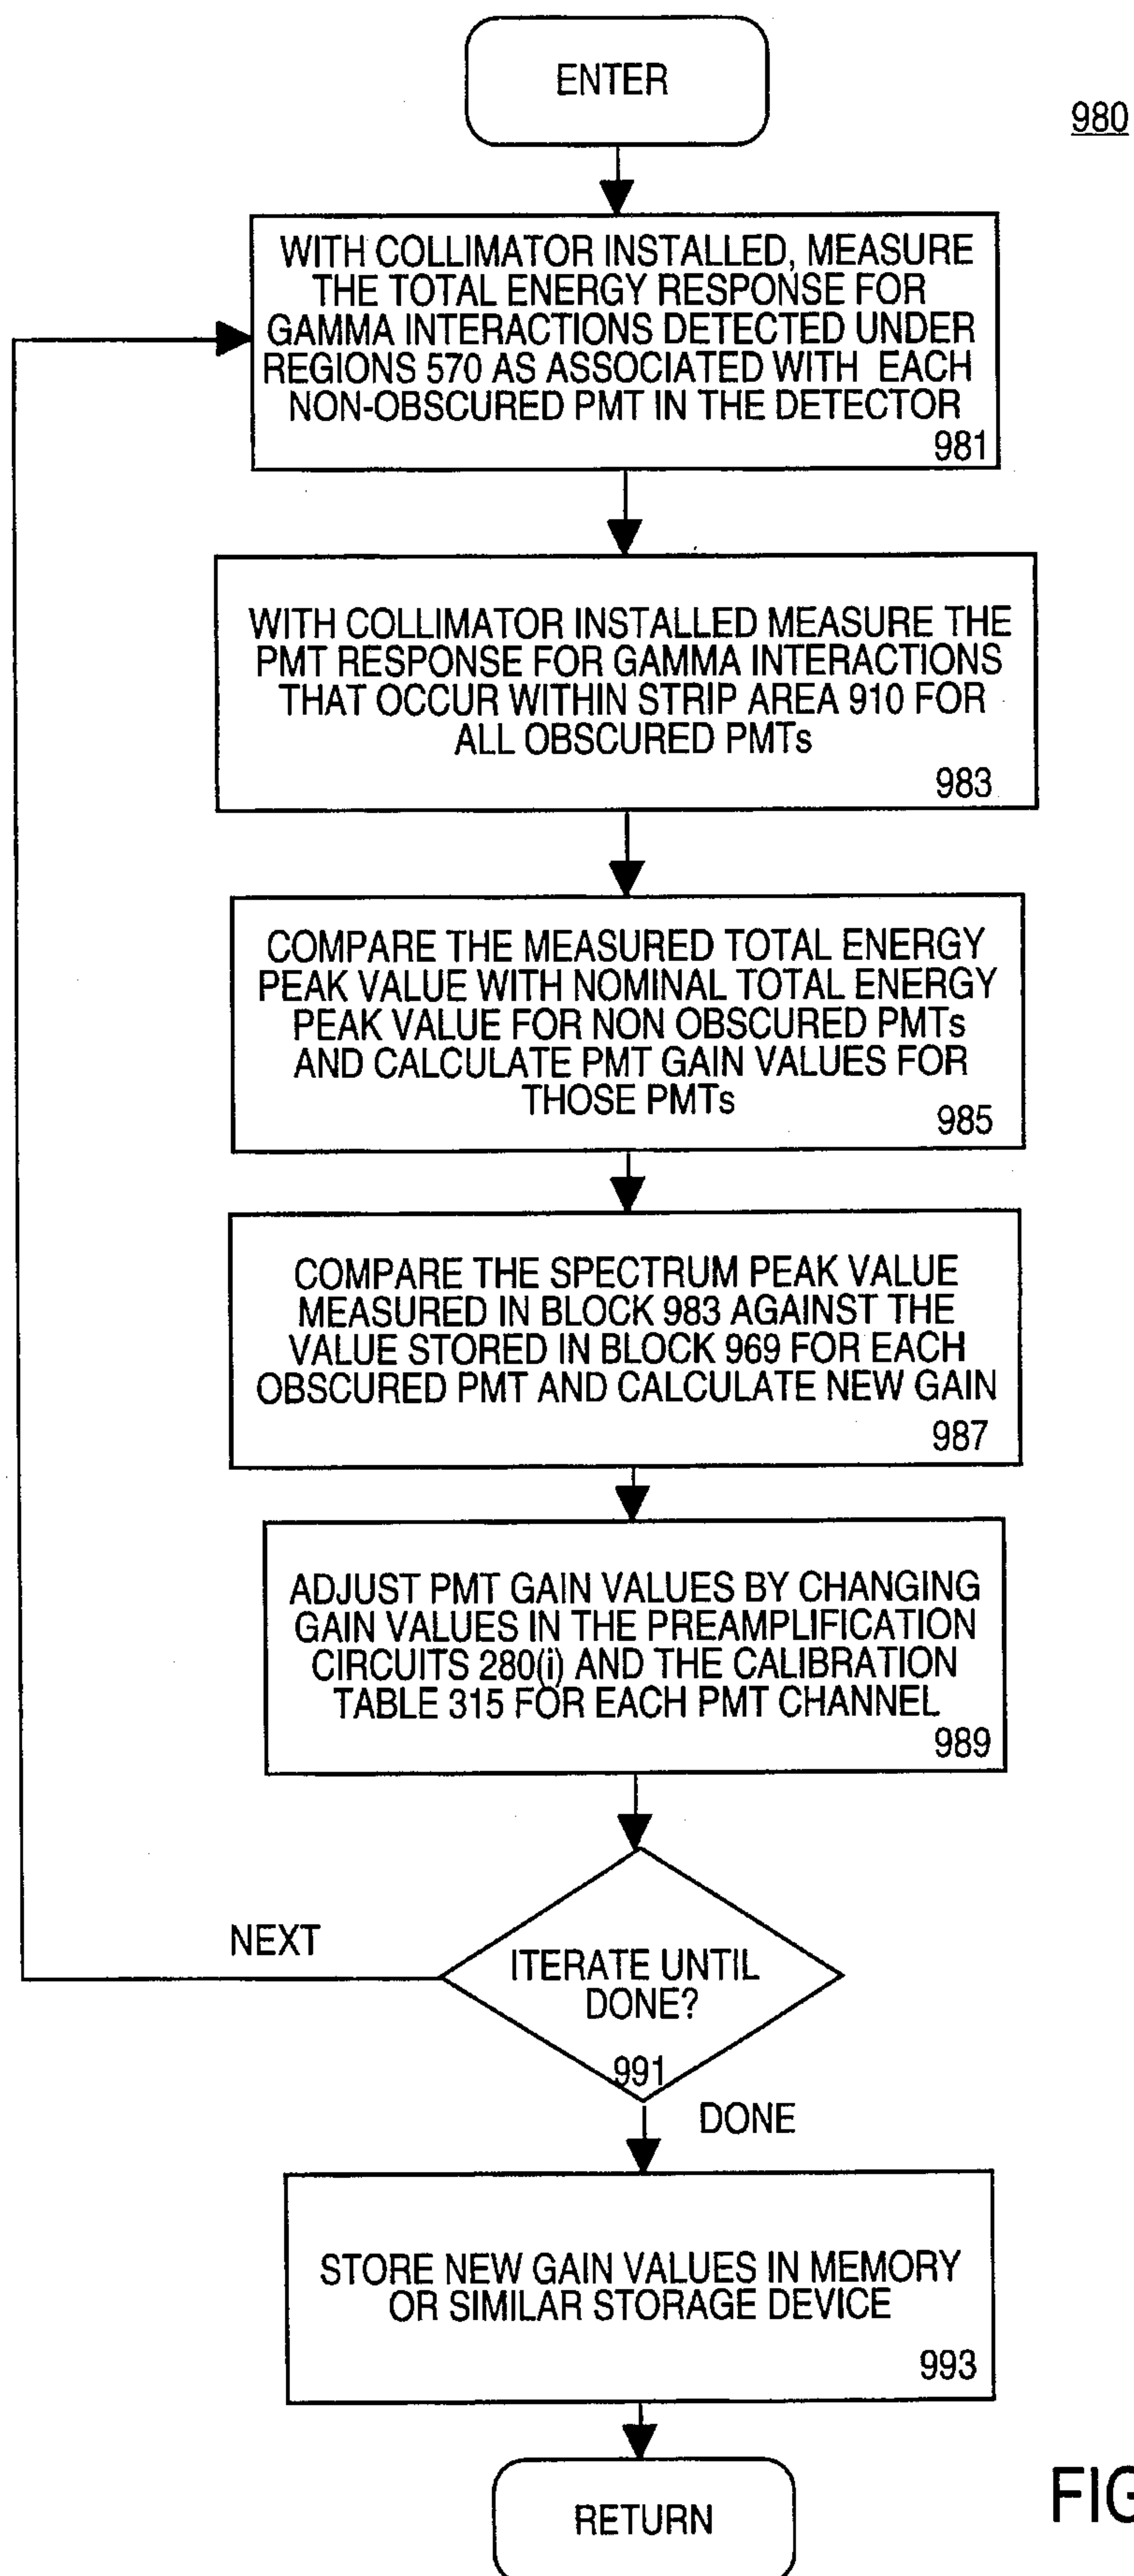 ENTER
980
WITH COLLIMATOR INSTALLED, MEASURE
THE TOTAL ENERGY RESPONSE FOR
GAMMA INTERACTIONS DETECTED UNDER
REGIONS 570 AS ASSOCIATED WITH EACH
NON-OBSCURED PMT IN THE DETECTOR
981
WITH COLLIMATOR INSTALLED MEASURE THE
PMT RESPONSE FOR GAMMA INTERACTIONS
THAT OCCUR WITHIN STRIP AREA 910 FOR
ALL OBSCURED PMTs
983
COMPARE THE MEASURED TOTAL ENERGY
PEAK VALUE WITH NOMINAL TOTAL ENERGY
PEAK VALUE FOR NON OBSCURED PMTs
AND CALCULATE PMT GAIN VALUES FOR
THOSE PMTs
985
COMPARE THE SPECTRUM PEAK VALUE
MEASURED IN BLOCK 983 AGAINST THE
VALUE STORED IN BLOCK 969 FOR EACH
OBSCURED PMT AND CALCULATE NEW GAIN
987
ADJUST PMT GAIN VALUES BY CHANGING
GAIN VALUES IN THE PREAMPLIFICATION
CIRCUITS 280(i) AND THE CALIBRATION
TABLE 315 FOR EACH PMT CHANNEL
989
NEXT
ITERATE UNTIL
DONE?
991
DONE
STORE NEW GAIN VALUES IN MEMORY
OR SIMILAR STORAGE DEVICE
993
RETURN
FIG